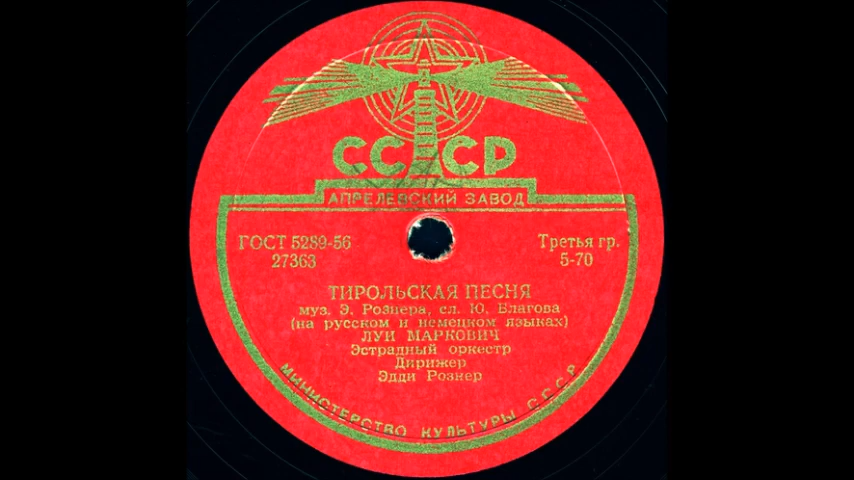 СССР
АПРЕЛЕВСКИЙ ЗАВОД
ГОСТ 5289-56
27363
Третья гр.
5-70
ТИРОЛЬСКАЯ ПЕСНЯ
муз. Э. Рознера, сл. Ю. Благова
(на русском и немецком языках)
ЛУИ МАРКОВИЧ
Эстрадный оркестр
Дирижер
Эдди Рознер
МИНИСТЕРСТВО КУЛЬТУРЫ СССР